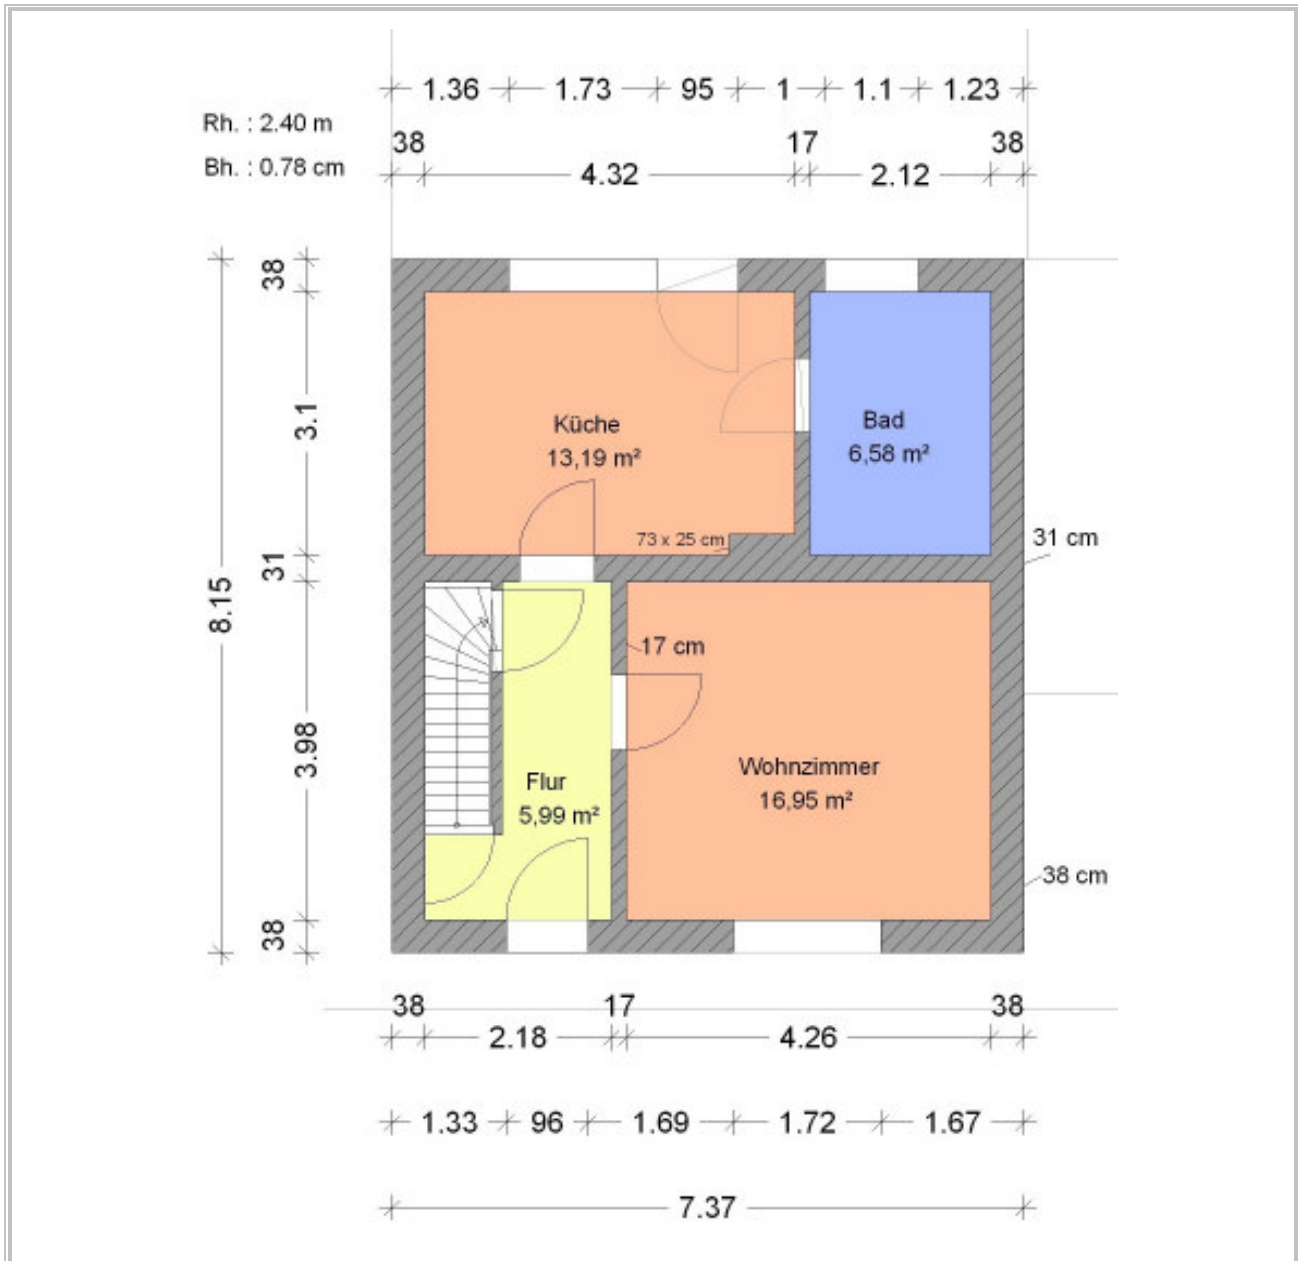 1.36 1.73 95 1 1.1 1.23
Rh. : 2.40 m
38 17 38
Bh. : 0.78 cm
4.32 2.12
38
3.1
31
3.98
38
8.15
Küche
13,19 m²
Bad
6,58 m²
73 x 25 cm
31 cm
17 cm
Flur
5,99 m²
Wohnzimmer
16,95 m²
38 cm
38 17 38
2.18 4.26
1.33 96 1.69 1.72 1.67
7.37